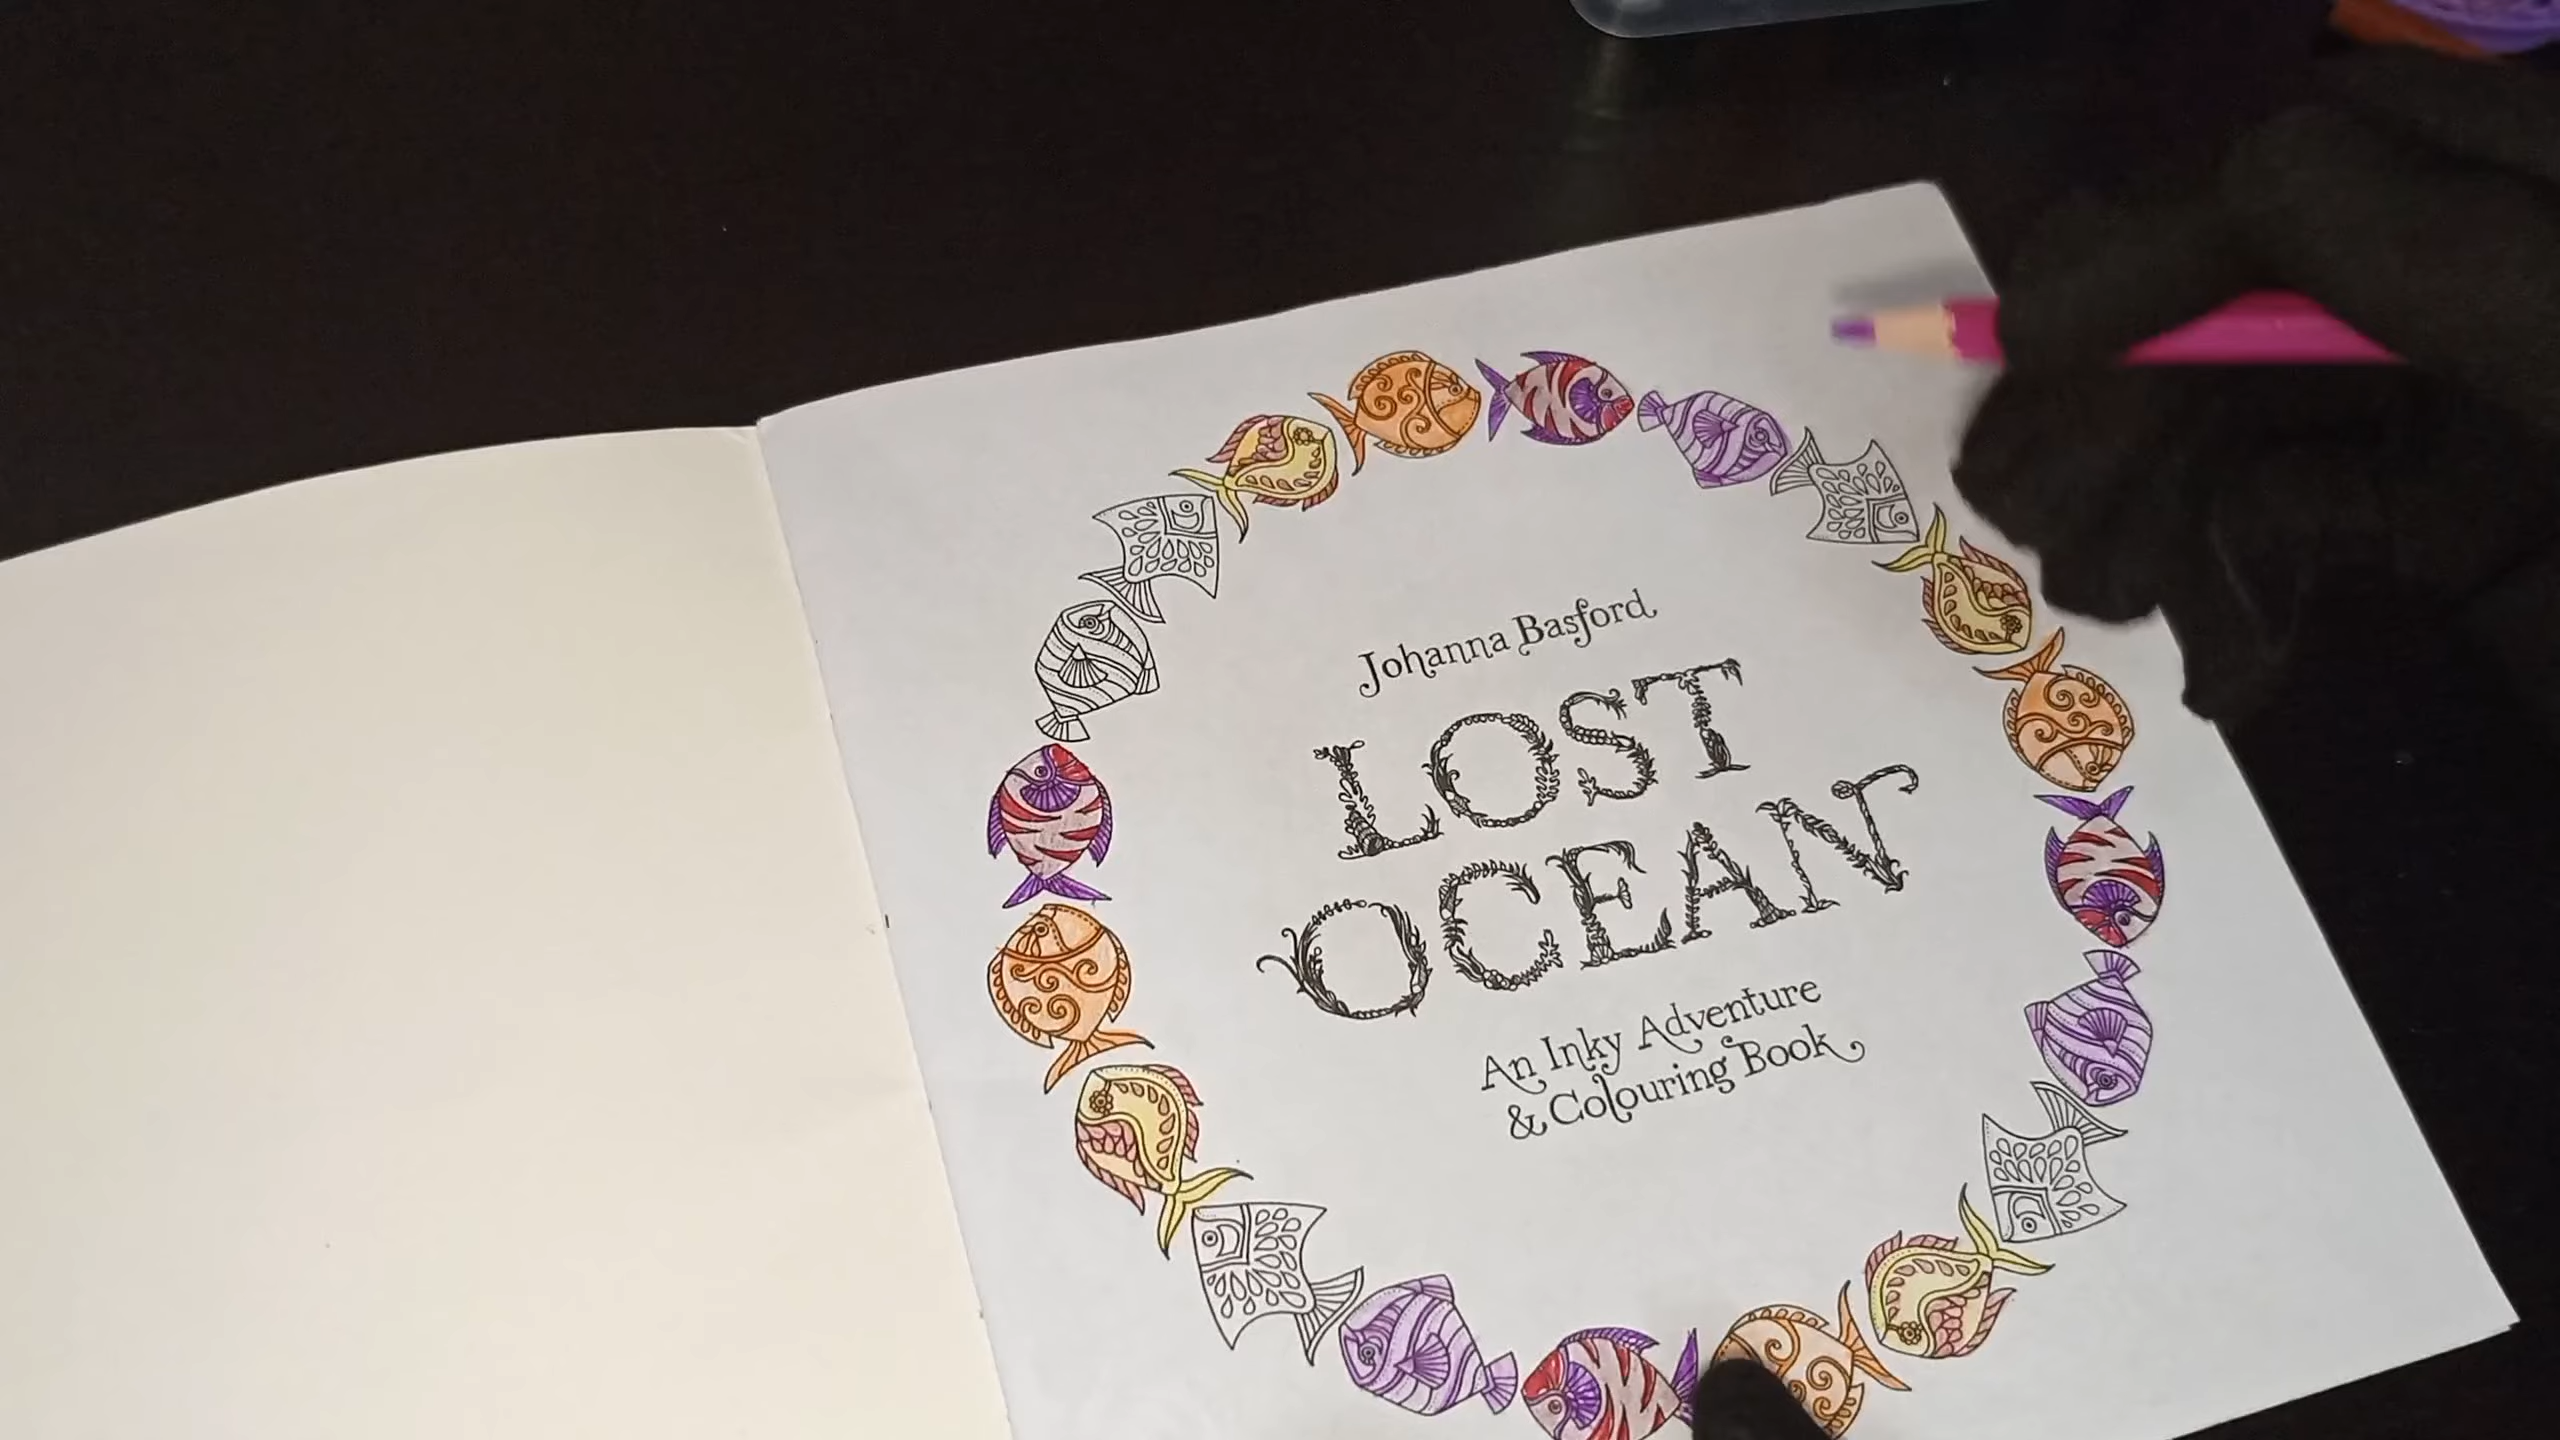 Johanna Basford
LOST
OCEAN
An Inky Adventure
& Colouring Book